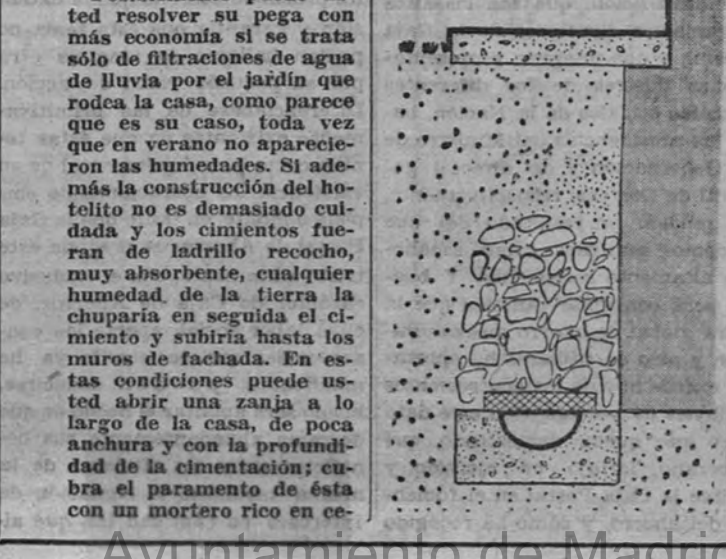 ted resolver su pega con
más economía si se trata
sólo de filtraciones de agua
de lluvia por el jardín que
rodea la casa, como parece
que es su caso, toda vez
que en verano no aparecie-
ron las humedades. Si ade-
más la construcción del ho-
telito no es demasiado cui-
dada y los cimientos fue-
ran de ladrillo recocho,
muy absorbente, cualquier
humedad de la tierra la
chuparía en seguida el ci-
miento y subiría hasta los
muros de fachada. En es-
tas condiciones puede us-
ted abrir una zanja a lo
largo de la casa, de poca
anchura y con la profundi-
dad de la cimentación; cu-
bra el paramento de ésta
con un mortero rico en ce-
Ayuntamiento de Madrid